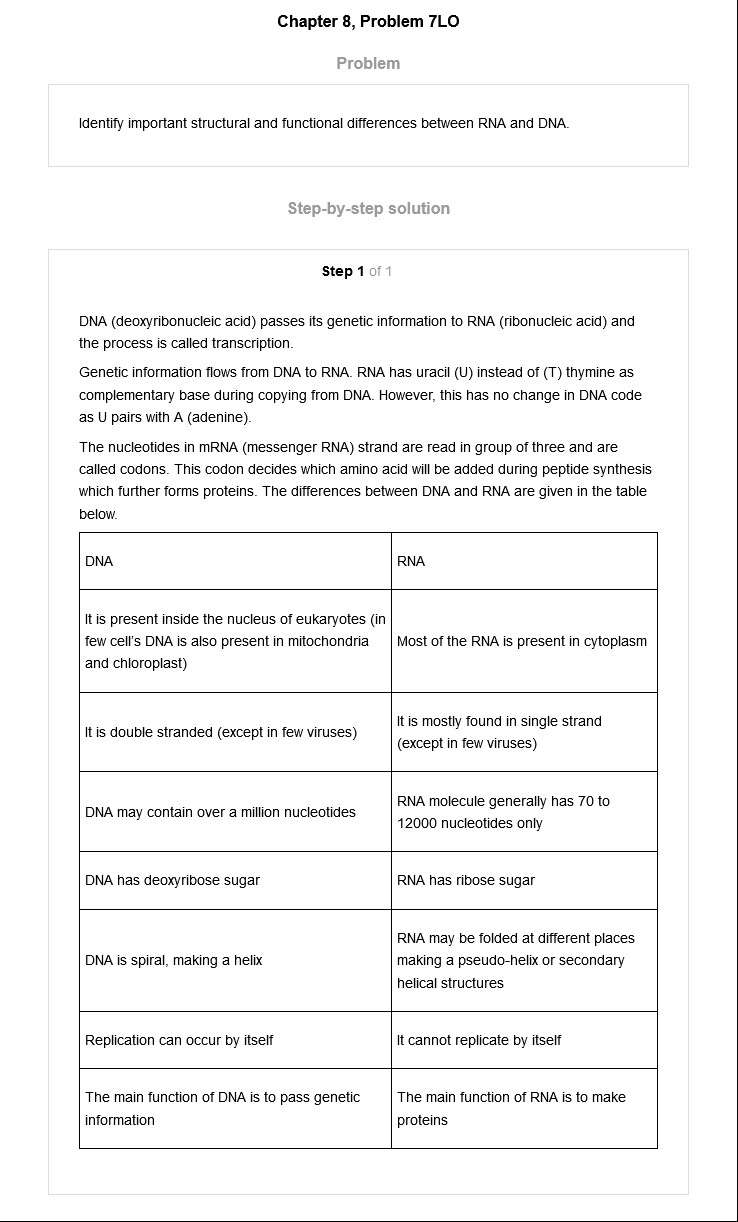 Chapter 8, Problem 7LO
Problem
Identify important structural and functional differences between RNA and DNA.
Step-by-step solution
Step 1 of 1
DNA (deoxyribonucleic acid) passes its genetic information to RNA (ribonucleic acid) and
the process is called transcription.
Genetic information flows from DNA to RNA. RNA has uracil (U) instead of (T) thymine as
complementary base during copying from DNA. However, this has no change in DNA code
as U pairs with A (adenine).
The nucleotides in mRNA (messenger RNA) strand are read in group of three and are
called codons. This codon decides which amino acid will be added during peptide synthesis
which further forms proteins. The differences between DNA and RNA are given in the table
below.
DNA
RNA
It is present inside the nucleus of eukaryotes (in
few cell's DNA is also present in mitochondria
and chloroplast)
Most of the RNA is present in cytoplasm
It is double stranded (except in few viruses)
It is mostly found in single strand
(except in few viruses)
DNA may contain over a million nucleotides
RNA molecule generally has 70 to
12000 nucleotides only
DNA has deoxyribose sugar
RNA has ribose sugar
DNA is spiral, making a helix
RNA may be folded at different places
making a pseudo-helix or secondary
helical structures
Replication can occur by itself
It cannot replicate by itself
The main function of DNA is to pass genetic
information
The main function of RNA is to make
proteins